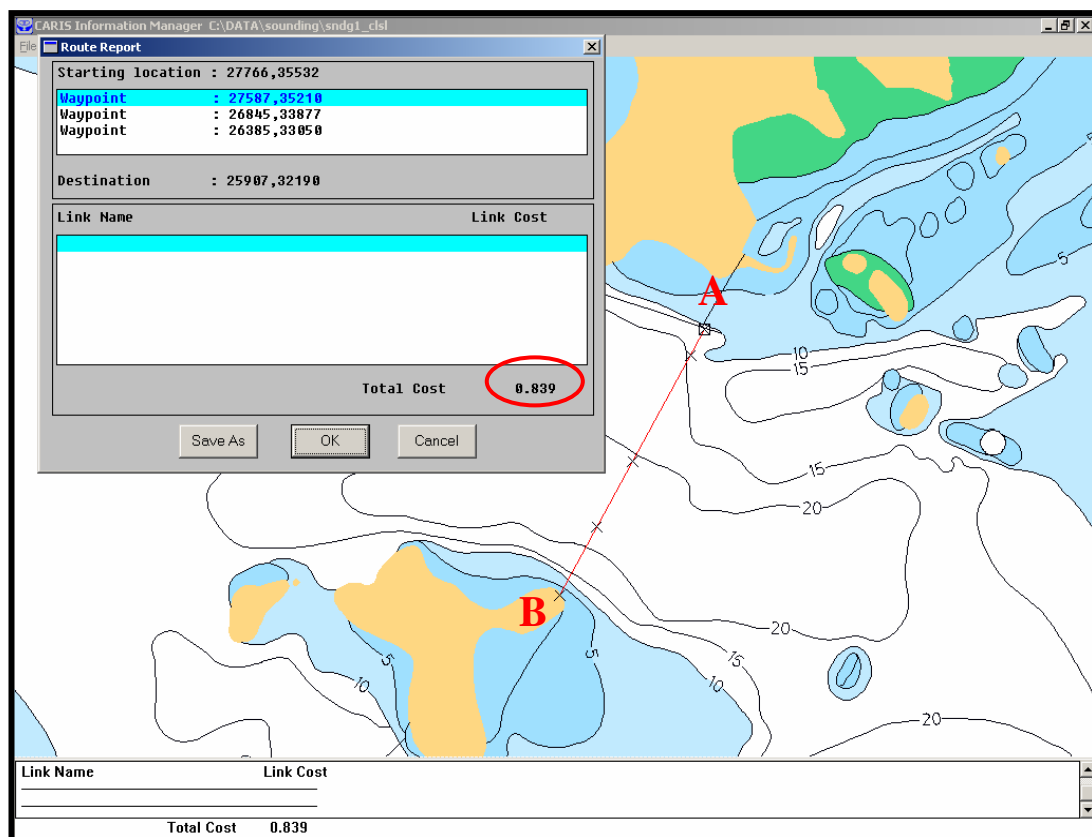 CARIS Information Manager C:\DATA\sounding\sndg1_clsl
File
Route Report
Starting location : 27766,35532
Waypoint : 27587,35210
Waypoint : 26845,33877
Waypoint : 26385,33050
Destination : 25907,32190
Link Name Link Cost
Total Cost 0.839
Save As OK Cancel
A
5
10
15
15
20
B
20
5
5
15
10
10
20
Link Name Link Cost
Total Cost 0.839